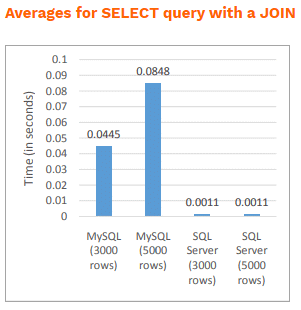 Averages for SELECT query with a JOIN
Time (in seconds)
0.1
0.09
0.08
0.07
0.06
0.05
0.04
0.03
0.02
0.01
0
0.0445
0.0848
0.0011
0.0011
MySQL (3000 rows)
MySQL (5000 rows)
SQL Server (3000 rows)
SQL Server (5000 rows)